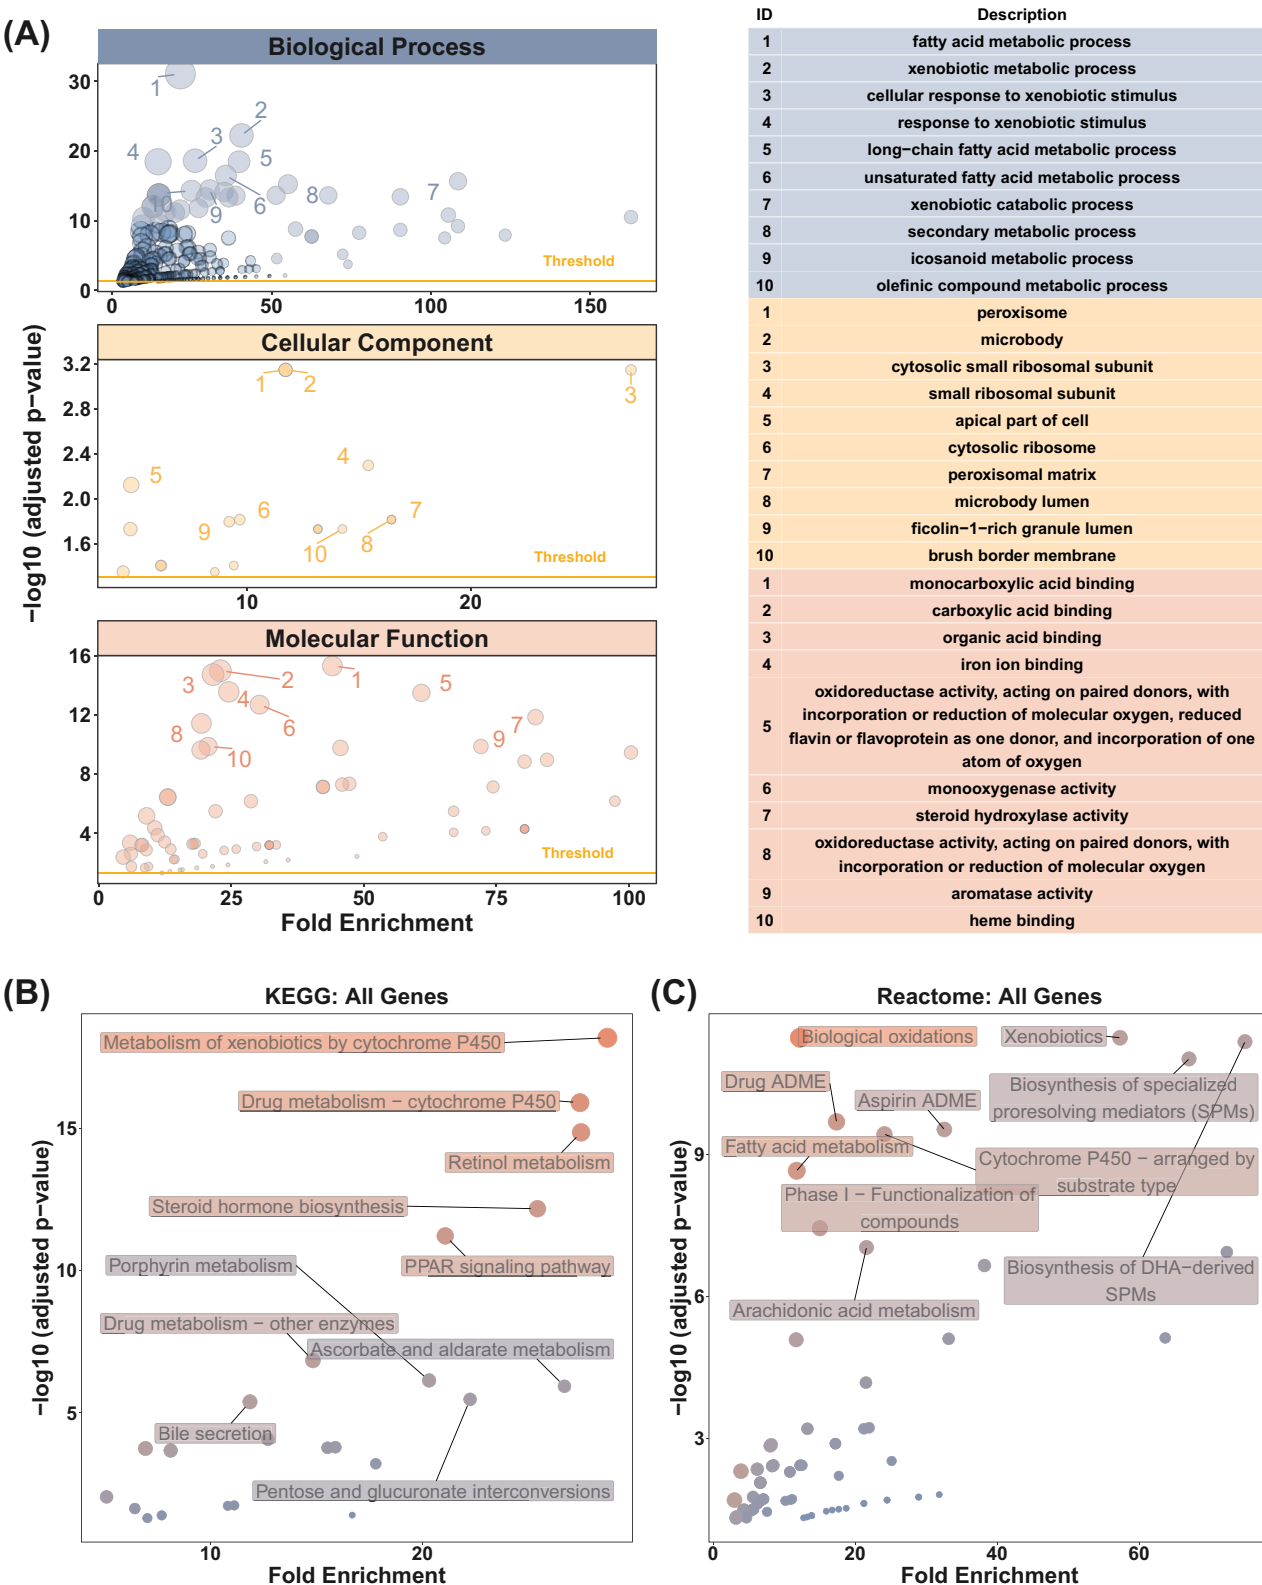 (A)
Biological Process
30
20
10
0
1
2
3
4
5
6
7
8
9
10
Threshold
0
50
100
150
Cellular Component
3.2
2.8
2.4
2.0
1.6
1
2
3
4
5
6
7
8
9
10
Threshold
10
20
Molecular Function
16
12
8
4
1
2
3
4
5
6
7
8
9
10
Threshold
0
25
50
75
100
Fold Enrichment
−log10 (adjusted p−value)
ID Description
1 fatty acid metabolic process
2 xenobiotic metabolic process
3 cellular response to xenobiotic stimulus
4 response to xenobiotic stimulus
5 long−chain fatty acid metabolic process
6 unsaturated fatty acid metabolic process
7 xenobiotic catabolic process
8 secondary metabolic process
9 icosanoid metabolic process
10 olefinic compound metabolic process
1 peroxisome
2 microbody
3 cytosolic small ribosomal subunit
4 small ribosomal subunit
5 apical part of cell
6 cytosolic ribosome
7 peroxisomal matrix
8 microbody lumen
9 ficolin−1−rich granule lumen
10 brush border membrane
1 monocarboxylic acid binding
2 carboxylic acid binding
3 organic acid binding
4 iron ion binding
5 oxidoreductase activity, acting on paired donors, with
incorporation or reduction of molecular oxygen, reduced
flavin or flavoprotein as one donor, and incorporation of one
atom of oxygen
6 monooxygenase activity
7 steroid hydroxylase activity
8 oxidoreductase activity, acting on paired donors, with
incorporation or reduction of molecular oxygen
9 aromatase activity
10 heme binding
(B)
KEGG: All Genes
Metabolism of xenobiotics by cytochrome P450
Drug metabolism − cytochrome P450
Retinol metabolism
Steroid hormone biosynthesis
PPAR signaling pathway
Porphyrin metabolism
Drug metabolism − other enzymes
Ascorbate and aldarate metabolism
Bile secretion
Pentose and glucuronate interconversions
15
10
5
10
20
Fold Enrichment
−log10 (adjusted p−value)
(C)
Reactome: All Genes
Biological oxidations
Xenobiotics
Drug ADME
Aspirin ADME
Biosynthesis of specialized
proresolving mediators (SPMs)
Fatty acid metabolism
Cytochrome P450 − arranged by
substrate type
Phase I − Functionalization of
compounds
Biosynthesis of DHA−derived
SPMs
Arachidonic acid metabolism
9
6
3
0
20
40
60
Fold Enrichment
−log10 (adjusted p−value)